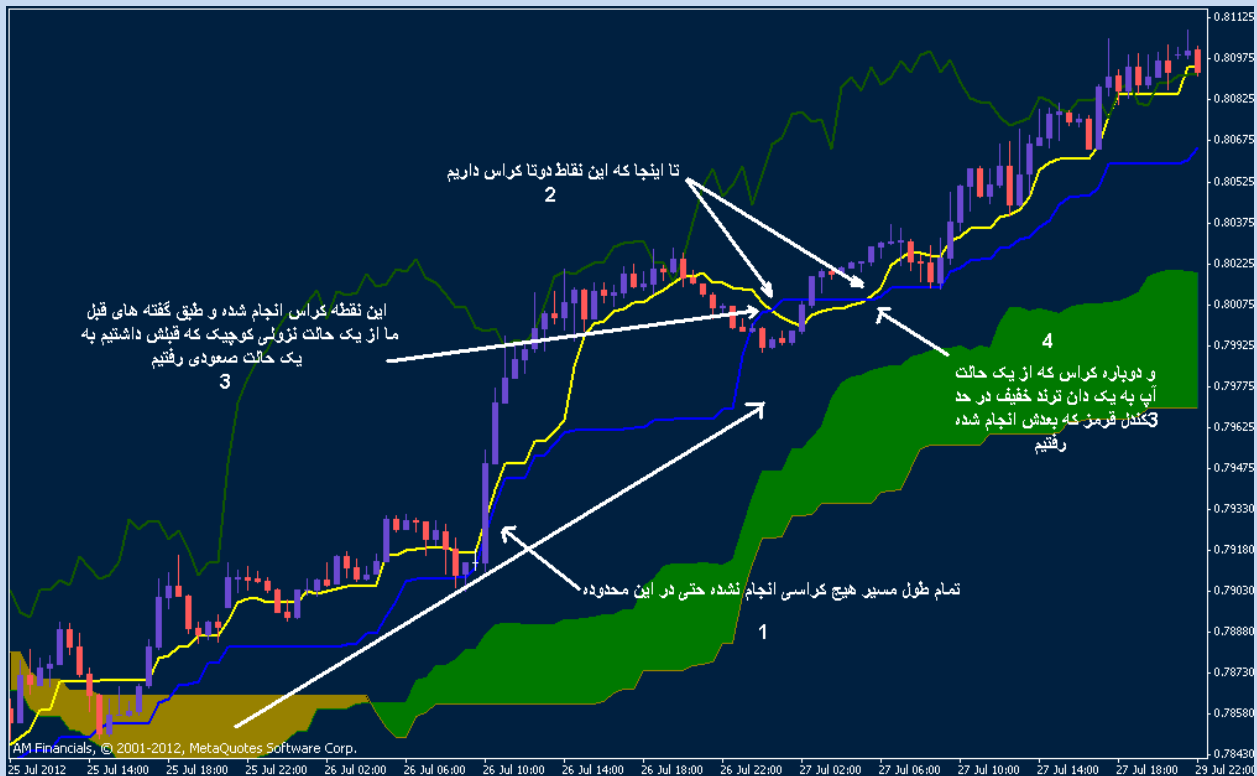 تا اینجا که این نقاط دوتا کراس داریم
2
این نقطه کراس انجام شده و طبق گفته های قبل
ما از یک حالت نزولی کوچیک که قبلش داشتیم به
یک حالت صعودی رفتیم
3
4
و دوباره کراس که از یک حالت
آپ به یک دان ترند خفیف در حد
3کندل قرمز که بعدش انجام شده
رفتیم
تمام طول مسیر هیچ کراسی انجام نشده حتی در این محدوده
1
0.81125
0.80975
0.80825
0.80675
0.80525
0.80375
0.80225
0.80075
0.79925
0.79775
0.79625
0.79475
0.79330
0.79180
0.79030
0.78880
0.78730
0.78580
0.78430
AM Financials, © 2001-2012, MetaQuotes Software Corp.
25 Jul 2012 25 Jul 14:00 25 Jul 18:00 25 Jul 22:00 26 Jul 02:00 26 Jul 06:00 26 Jul 10:00 26 Jul 14:00 26 Jul 18:00 26 Jul 22:00 27 Jul 02:00 27 Jul 06:00 27 Jul 10:00 27 Jul 14:00 27 Jul 18:00 29 Jul 22:00